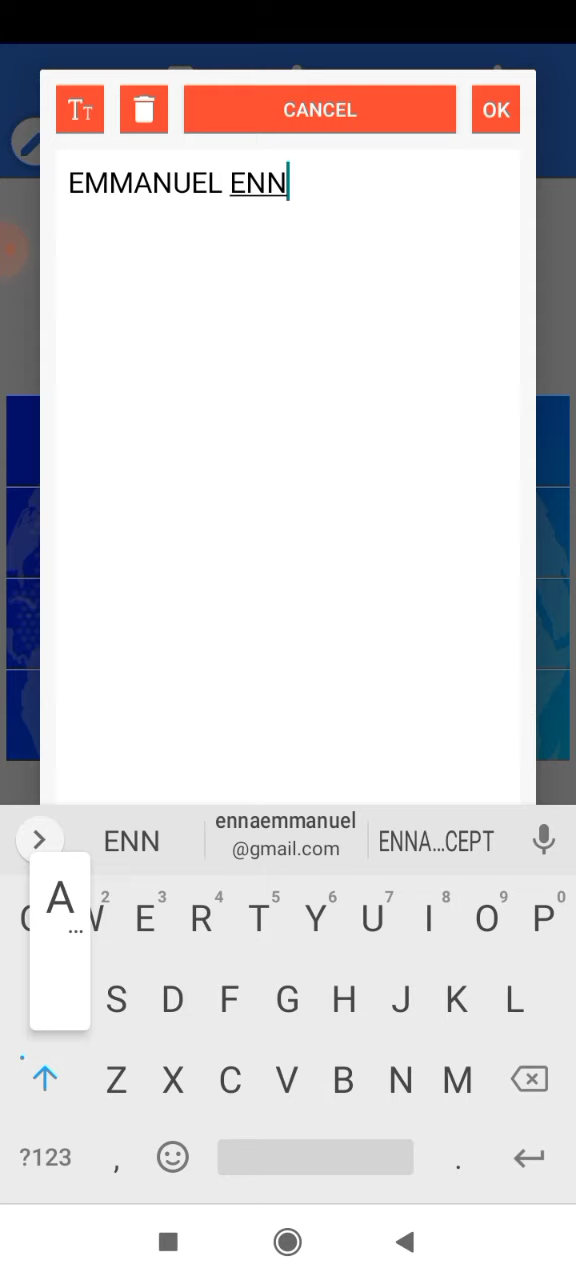 TT
CANCEL
OK
EMMANUEL ENN
ENN
ennaemmanuel
@gmail.com
ENNA...CEPT
A
...
2 E 3 R 4 T 5 Y 6 U 7 I 8 O 9 P 0
S D F G H J K L
Z X C V B N M
?123 , .